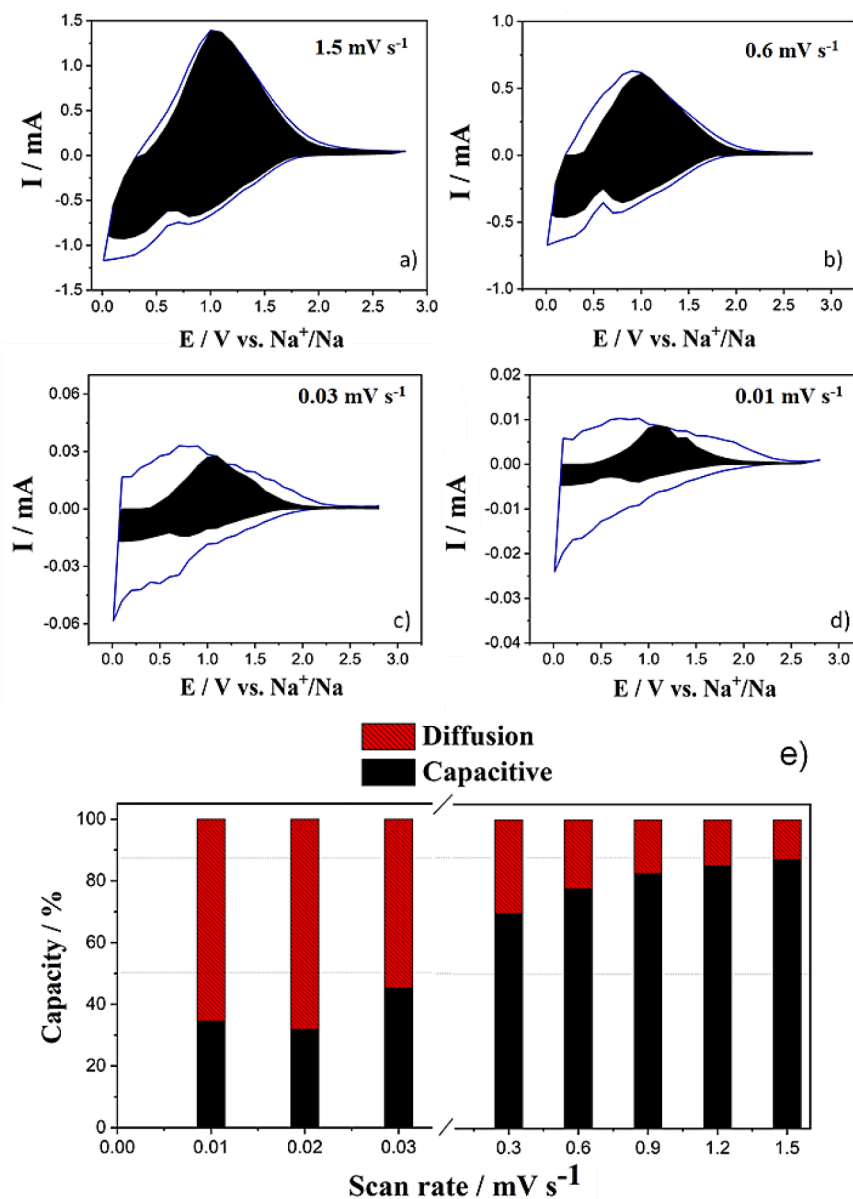 1.5 mV s⁻¹
I / mA
1.5
1.0
0.5
0.0
-0.5
-1.0
-1.5
a)
0.0 0.5 1.0 1.5 2.0 2.5 3.0
E / V vs. Na⁺/Na
0.6 mV s⁻¹
I / mA
1.0
0.5
0.0
-0.5
-1.0
b)
0.0 0.5 1.0 1.5 2.0 2.5 3.0
E / V vs. Na⁺/Na
0.03 mV s⁻¹
I / mA
0.06
0.03
0.00
-0.03
-0.06
c)
0.0 0.5 1.0 1.5 2.0 2.5 3.0
E / V vs. Na⁺/Na
0.01 mV s⁻¹
I / mA
0.02
0.01
0.00
-0.01
-0.02
-0.03
-0.04
d)
0.0 0.5 1.0 1.5 2.0 2.5 3.0
E / V vs. Na⁺/Na
Diffusion
Capacitive
e)
Capacity / %
100
80
60
40
20
0
0.00 0.01 0.02 0.03 0.3 0.6 0.9 1.2 1.5
Scan rate / mV s⁻¹